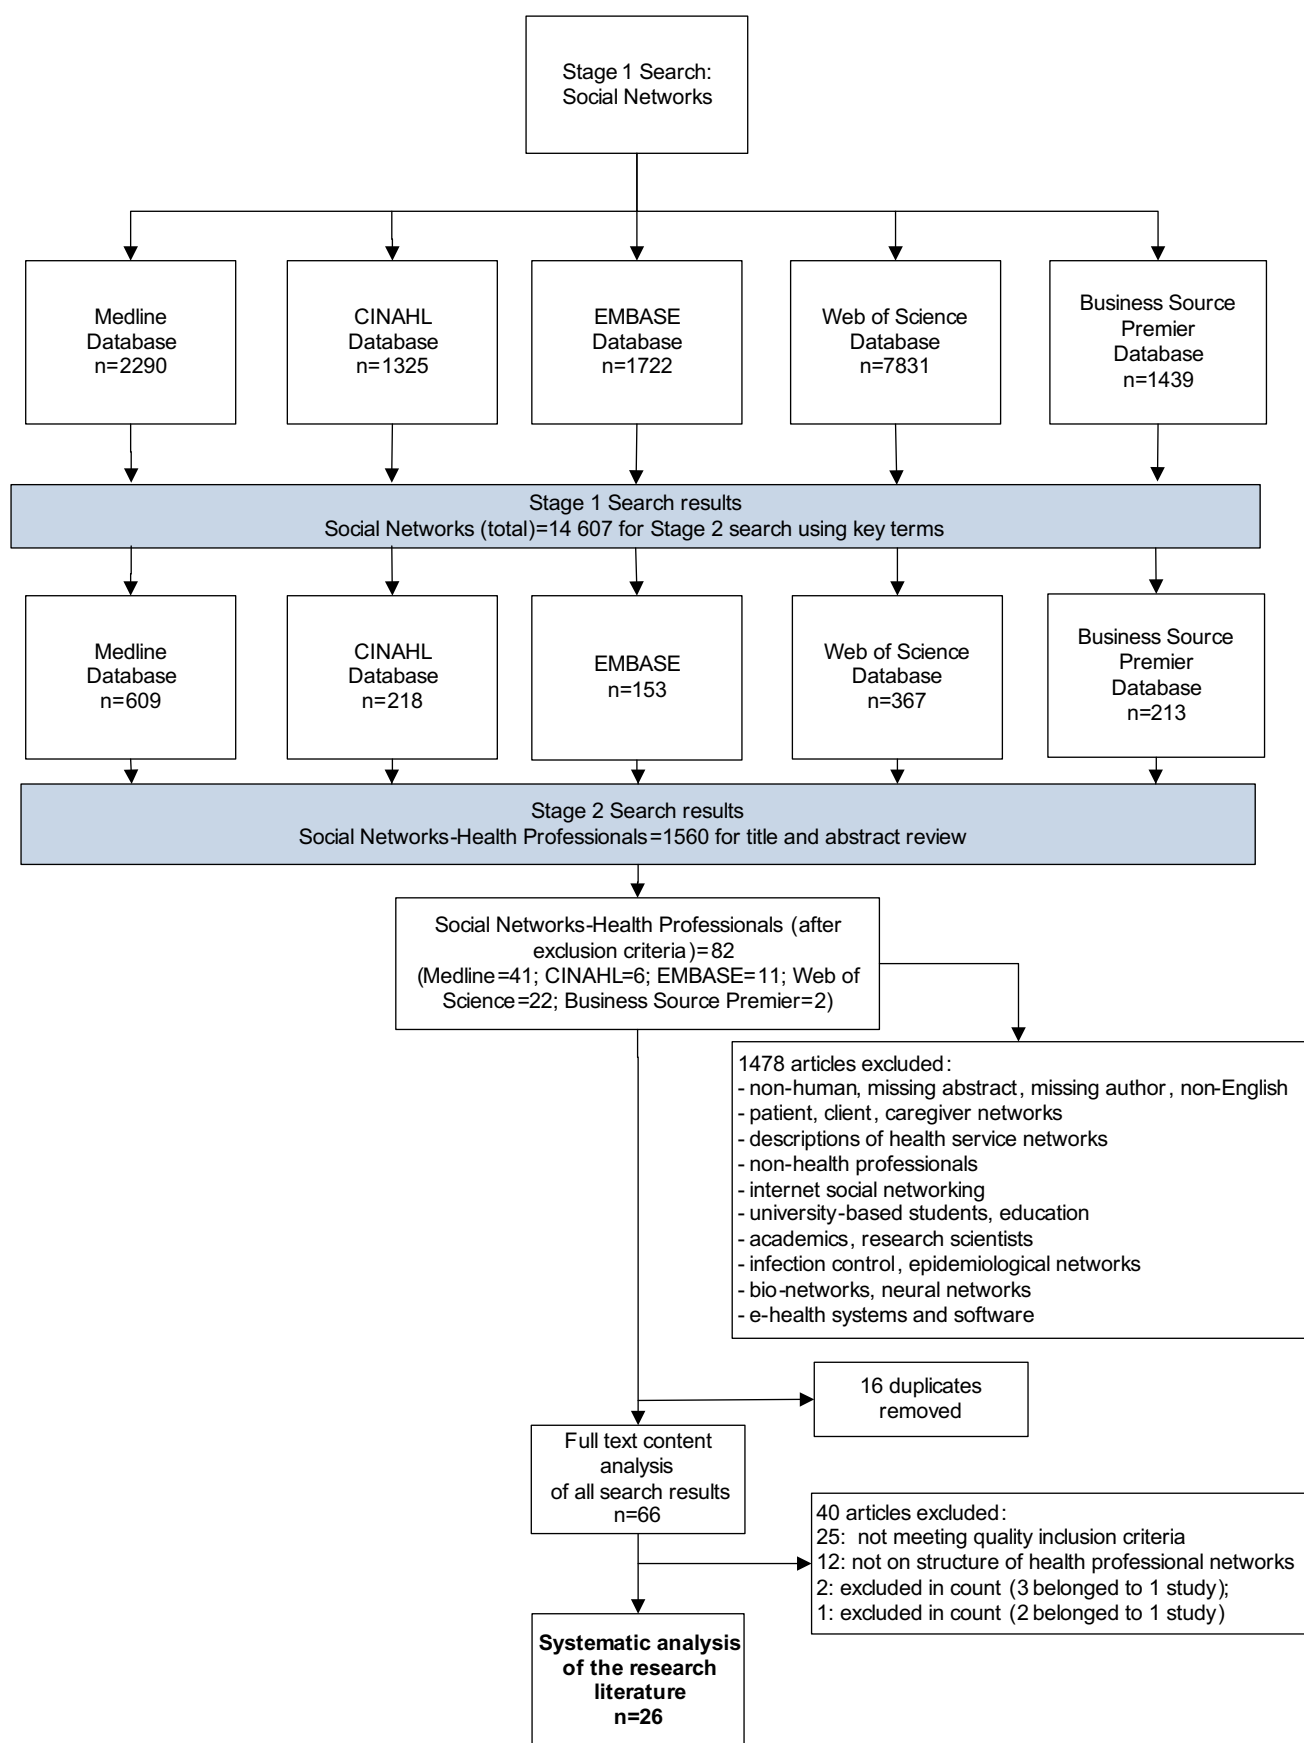 Stage 1 Search:
Social Networks
Medline
Database
n=2290
CINAHL
Database
n=1325
EMBASE
Database
n=1722
Web of Science
Database
n=7831
Business Source
Premier
Database
n=1439
Stage 1 Search results
Social Networks (total)=14 607 for Stage 2 search using key terms
Medline
Database
n=609
CINAHL
Database
n=218
EMBASE
n=153
Web of Science
Database
n=367
Business Source
Premier
Database
n=213
Stage 2 Search results
Social Networks-Health Professionals=1560 for title and abstract review
Social Networks-Health Professionals (after
exclusion criteria)=82
(Medline=41; CINAHL=6; EMBASE=11; Web of
Science=22; Business Source Premier=2)
1478 articles excluded:
- non-human, missing abstract, missing author, non-English
- patient, client, caregiver networks
- descriptions of health service networks
- non-health professionals
- internet social networking
- university-based students, education
- academics, research scientists
- infection control, epidemiological networks
- bio-networks, neural networks
- e-health systems and software
16 duplicates
removed
Full text content
analysis
of all search results
n=66
40 articles excluded:
25: not meeting quality inclusion criteria
12: not on structure of health professional networks
2: excluded in count (3 belonged to 1 study);
1: excluded in count (2 belonged to 1 study)
Systematic analysis
of the research
literature
n=26